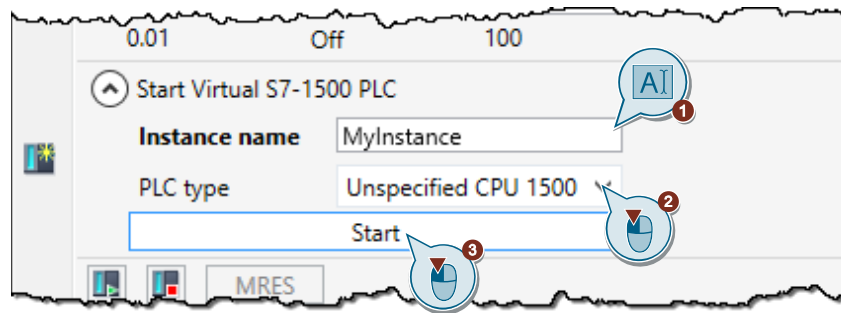 0.01 Off 100
Start Virtual S7-1500 PLC
AI
1
Instance name MyInstance
PLC type Unspecified CPU 1500
2
Start
3
MRES